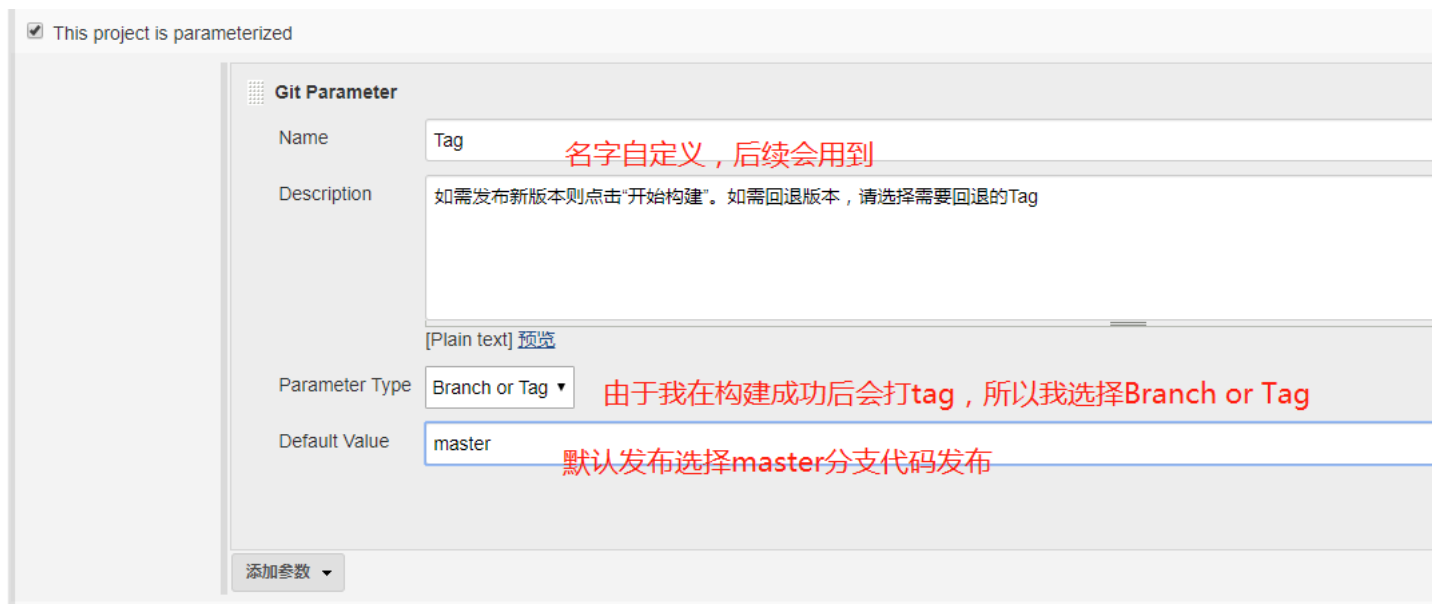 This project is parameterized
Git Parameter
Name
Tag
名字自定义，后续会用到
Description
如需发布新版本则点击“开始构建”。如需回退版本，请选择需要回退的Tag
[Plain text] 预览
Parameter Type
Branch or Tag
由于我在构建成功后会打tag，所以我选择Branch or Tag
Default Value
master
默认发布选择master分支代码发布
添加参数